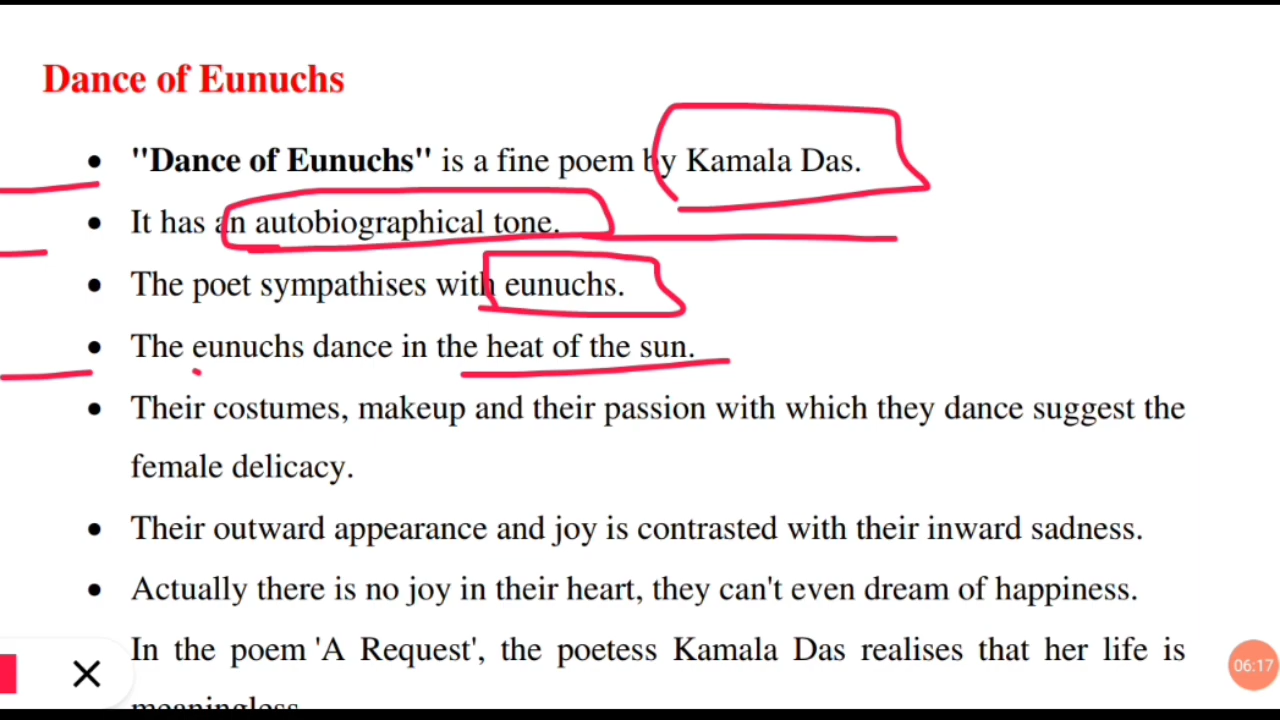 Dance of Eunuchs
• "Dance of Eunuchs" is a fine poem by Kamala Das.
• It has an autobiographical tone.
• The poet sympathises with eunuchs.
• The eunuchs dance in the heat of the sun.
• Their costumes, makeup and their passion with which they dance suggest the
female delicacy.
• Their outward appearance and joy is contrasted with their inward sadness.
• Actually there is no joy in their heart, they can't even dream of happiness.
In the poem 'A Request', the poetess Kamala Das realises that her life is
meaningless
06:17